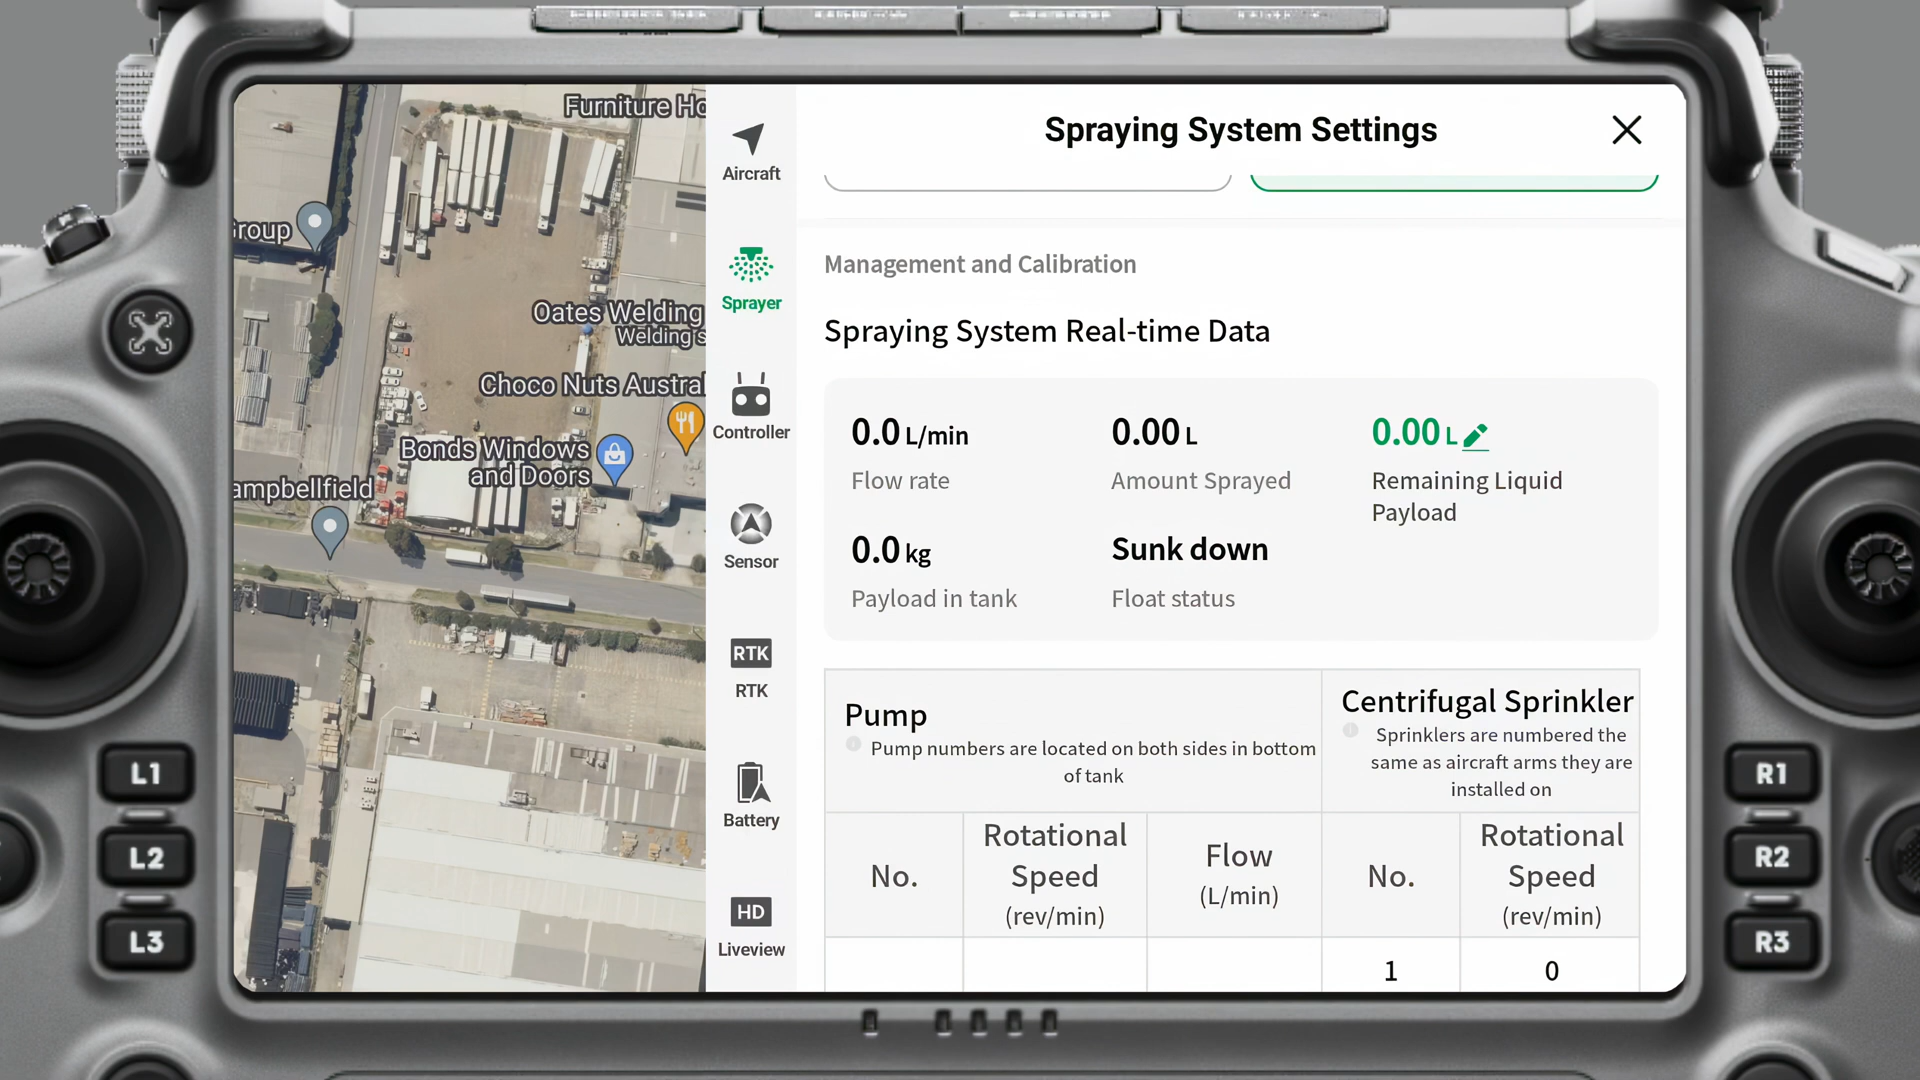 Furniture Ho
Group
Oates Welding
Welding s
Choco Nuts Austral
Bonds Windows
and Doors
ampbellfield
Aircraft
Sprayer
Controller
Sensor
RTK
RTK
Battery
HD
Liveview
Spraying System Settings
Management and Calibration
Spraying System Real-time Data
0.0 L/min
Flow rate
0.00 L
Amount Sprayed
0.00 L
Remaining Liquid
Payload
0.0 kg
Payload in tank
Sunk down
Float status
Pump
Pump numbers are located on both sides in bottom
of tank
Centrifugal Sprinkler
Sprinklers are numbered the
same as aircraft arms they are
installed on
No.
Rotational
Speed
(rev/min)
Flow
(L/min)
No.
Rotational
Speed
(rev/min)
1
0
L1
L2
L3
R1
R2
R3